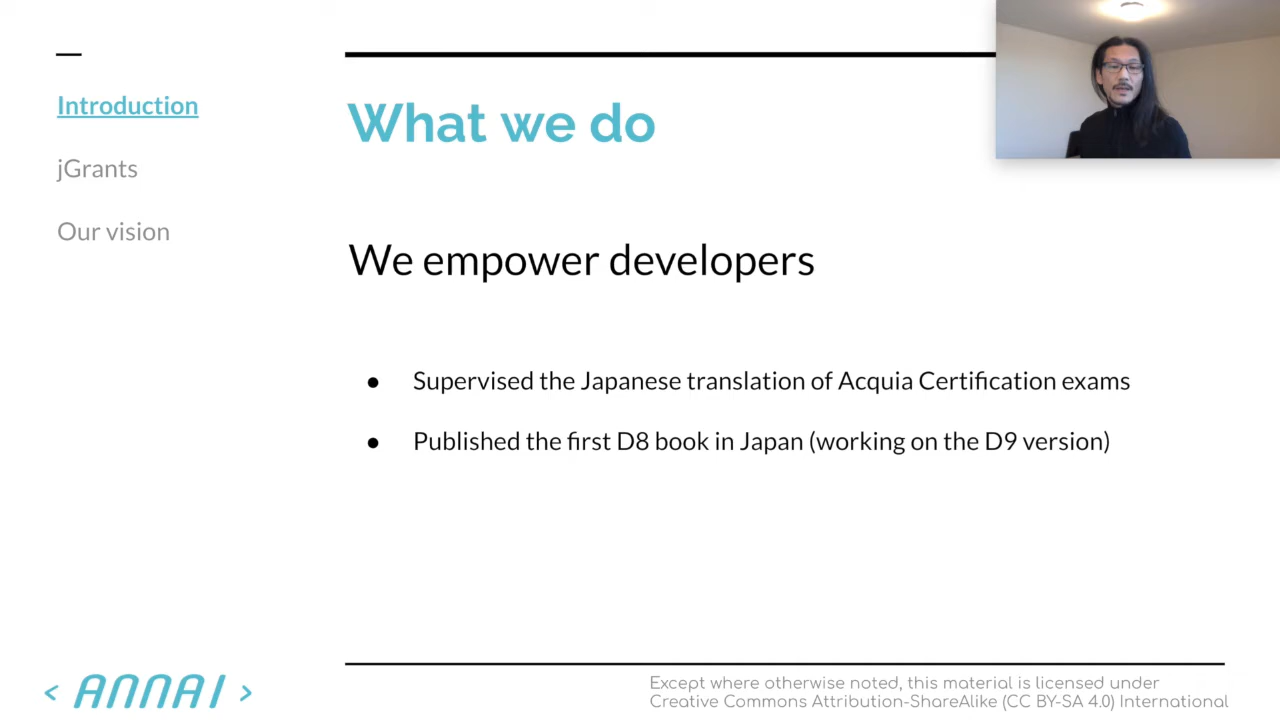 Introduction
jGrants
Our vision
What we do
We empower developers
● Supervised the Japanese translation of Acquia Certification exams
● Published the first D8 book in Japan (working on the D9 version)
< ANNAI >
Except where otherwise noted, this material is licensed under
Creative Commons Attribution-ShareAlike (CC BY-SA 4.0) International